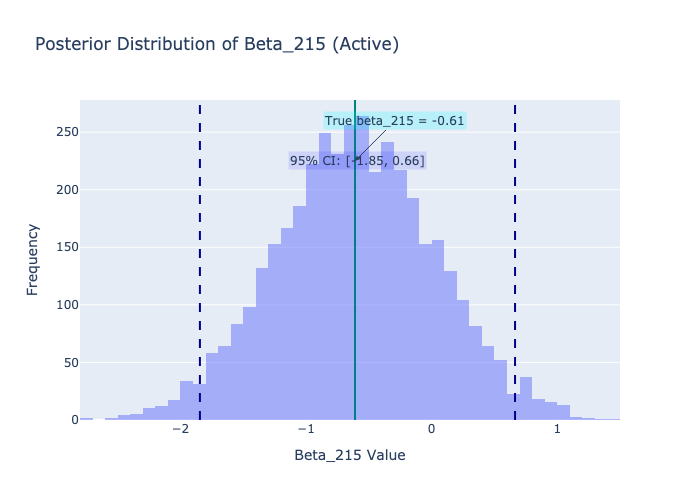 Posterior Distribution of Beta_215 (Active)
True beta_215 = -0.61
95% CI: [-1.85, 0.66]
250
200
150
100
50
0
Frequency
−2
−1
0
1
Beta_215 Value